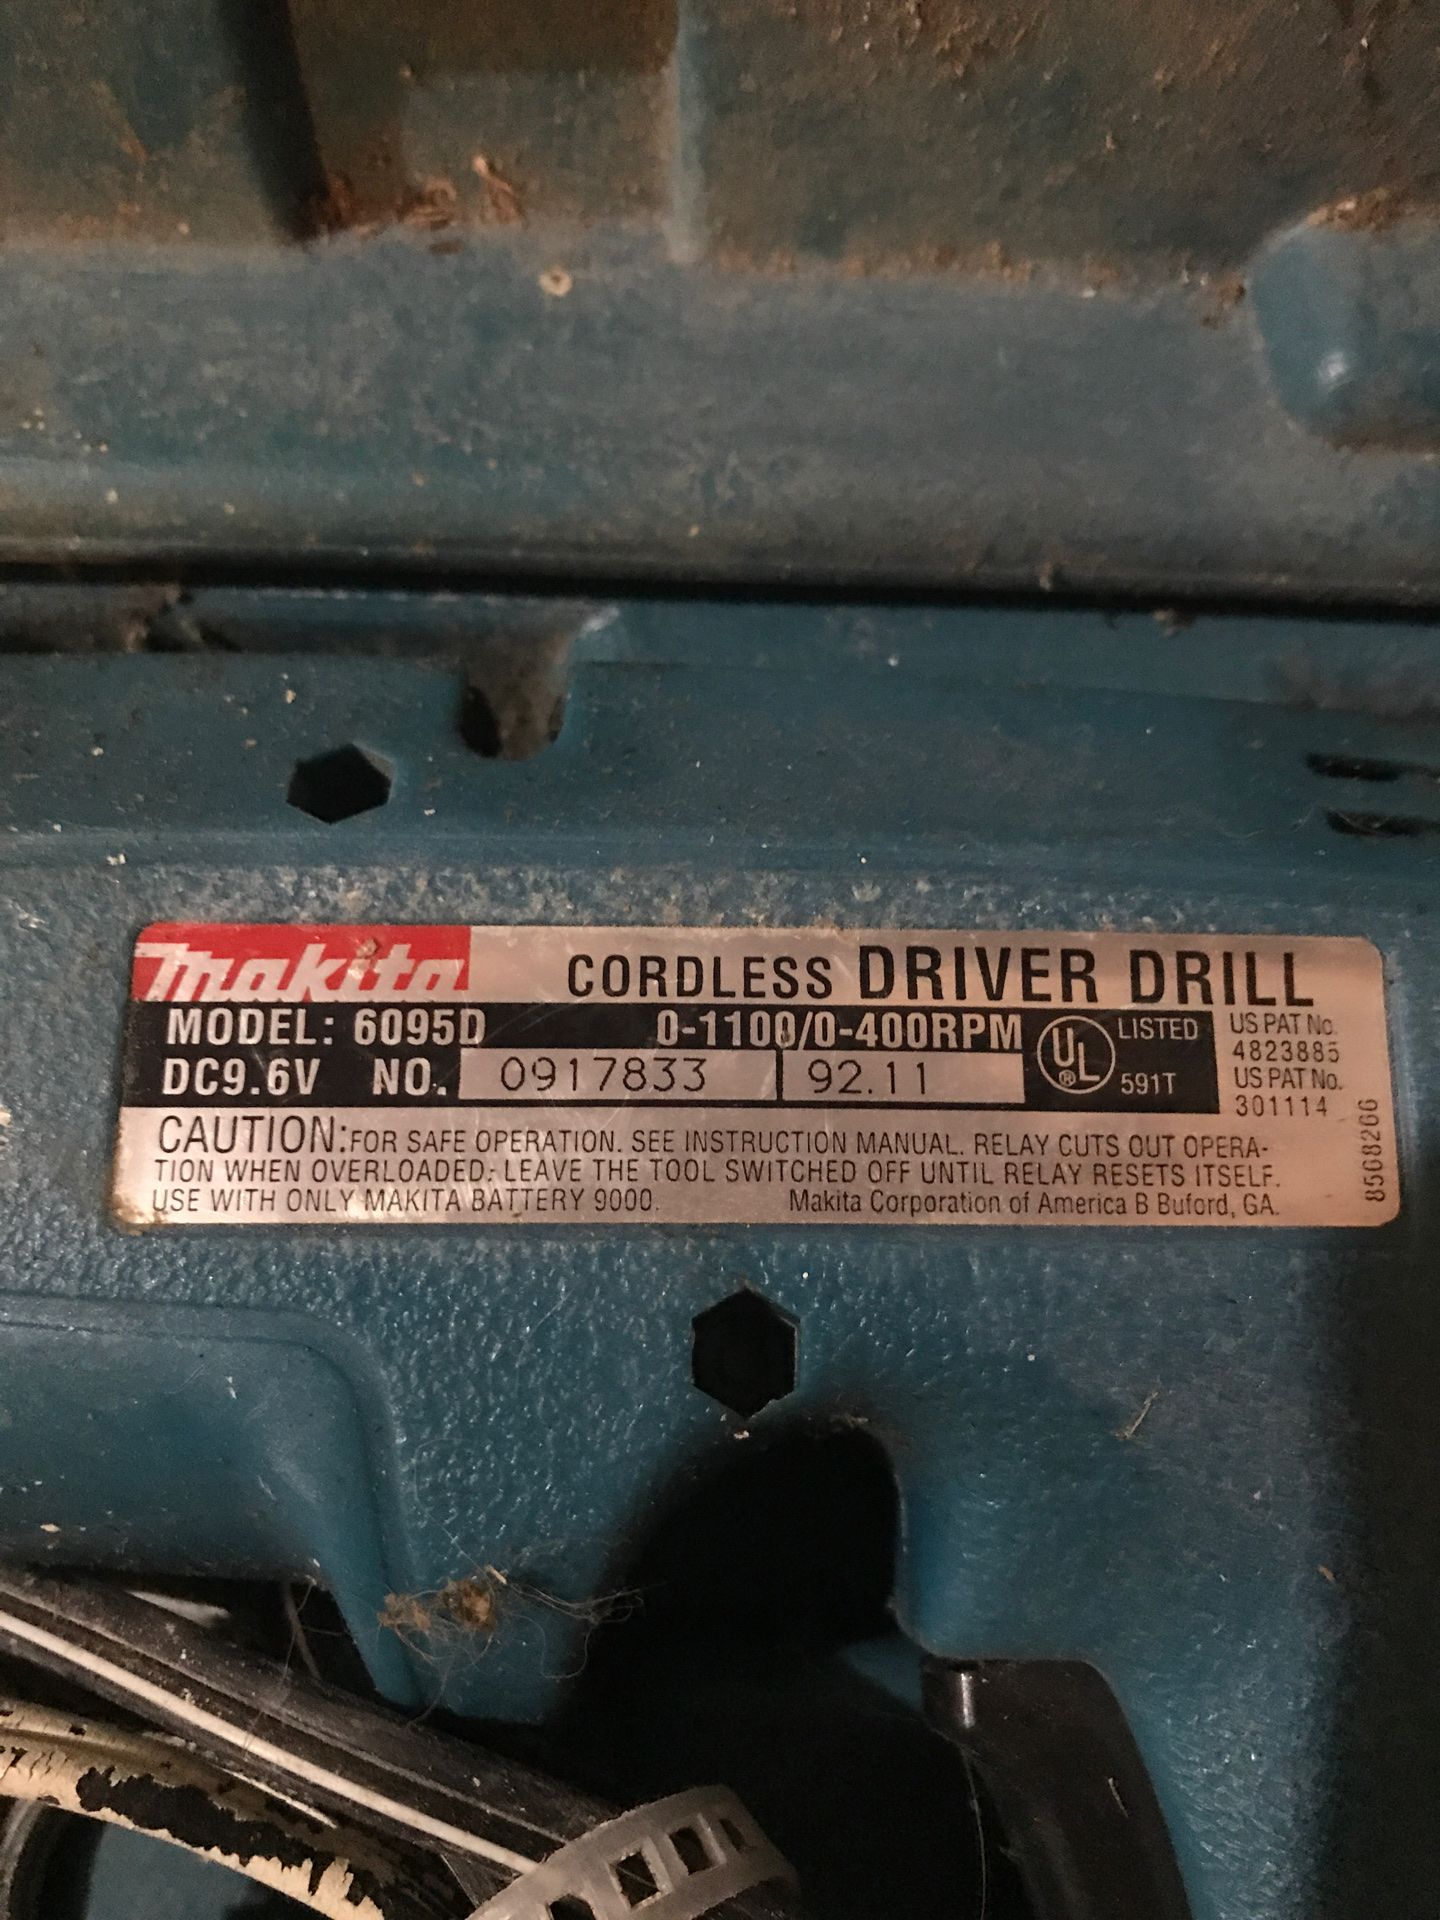 Makita CORDLESS DRIVER DRILL
MODEL: 6095D 0-1100/0-400RPM
DC9.6V NO. 0917833 92.11
UL ® LISTED
591T
US PAT No.
4823885
US PAT No.
301114
CAUTION: FOR SAFE OPERATION. SEE INSTRUCTION MANUAL. RELAY CUTS OUT OPERA-
TION WHEN OVERLOADED. LEAVE THE TOOL SWITCHED OFF UNTIL RELAY RESETS ITSELF.
USE WITH ONLY MAKITA BATTERY 9000. Makita Corporation of America B Buford, GA.
8568266